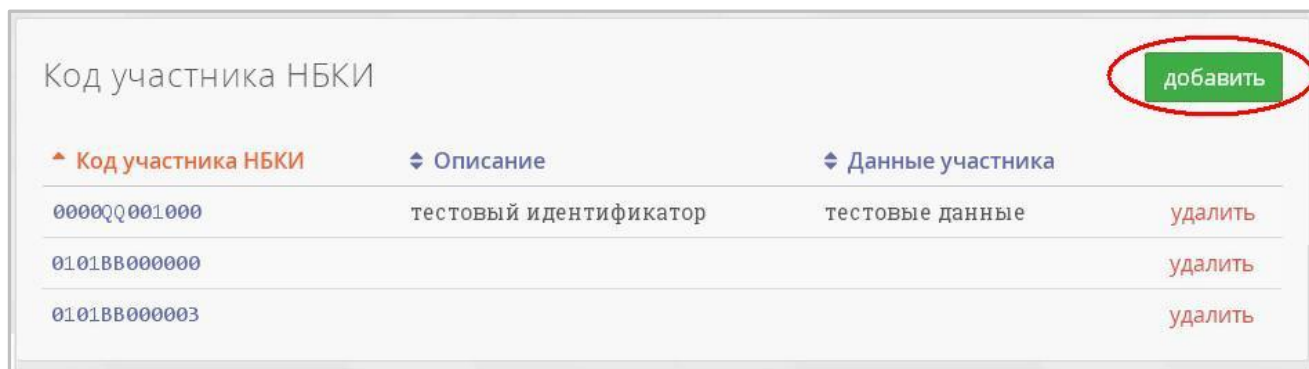 Код участника НБКИ добавить
Код участника НБКИ Описание Данные участника
0000QQ001000 тестовый идентификатор тестовые данные удалить
0101BB000000 удалить
0101BB000003 удалить